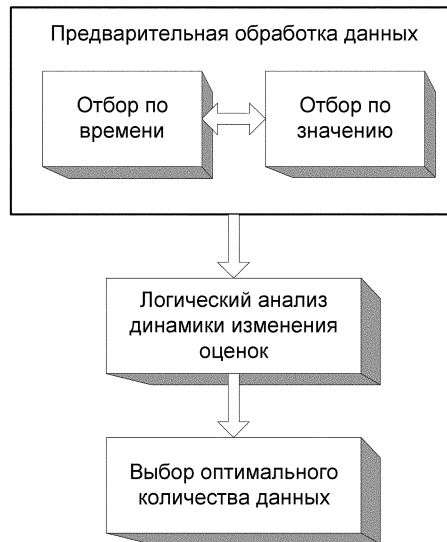 Предварительная обработка данных
Отбор по
времени
Отбор по
значению
Логический анализ
динамики изменения
оценок
Выбор оптимального
количества данных